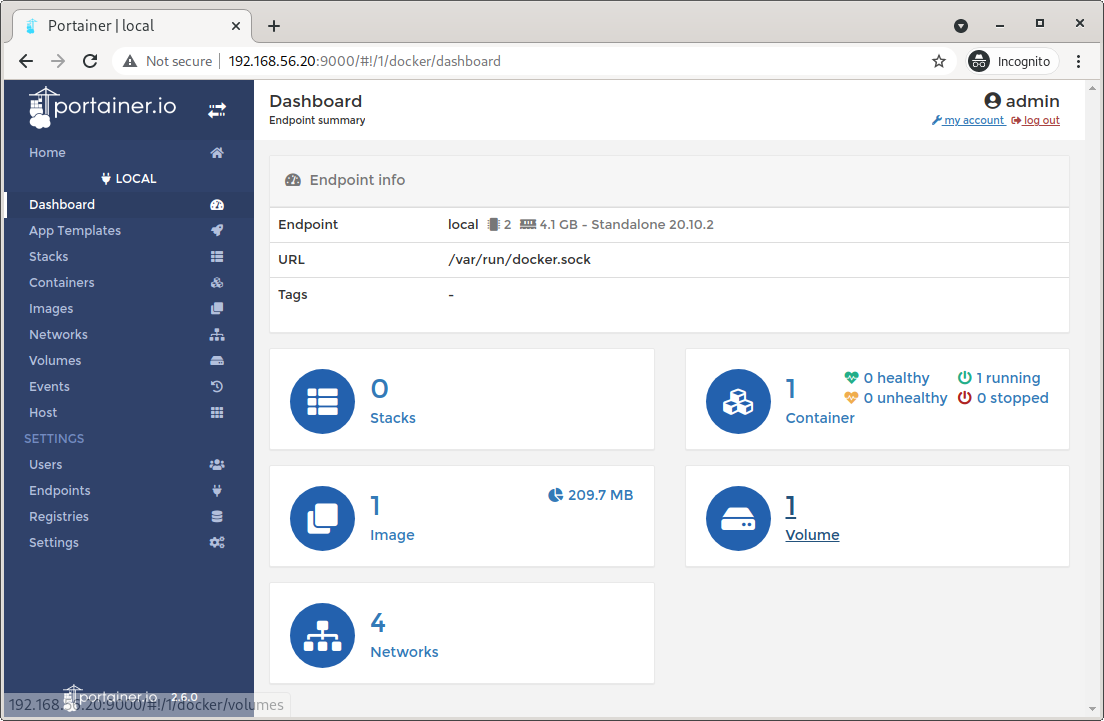 Portainer | local
Not secure 192.168.56.20:9000/#!/1/docker/dashboard Incognito
portainer.io
Home
LOCAL
Dashboard
App Templates
Stacks
Containers
Images
Networks
Volumes
Events
Host
SETTINGS
Users
Endpoints
Registries
Settings
portainer.io 2.6.0
192.168.56.20:9000/#!/1/docker/volumes
Dashboard
Endpoint summary
admin
my account log out
Endpoint info
Endpoint local 2 4.1 GB - Standalone 20.10.2
URL /var/run/docker.sock
Tags -
0
Stacks
1
Container
0 healthy 1 running
0 unhealthy 0 stopped
1
Image
209.7 MB
1
Volume
4
Networks